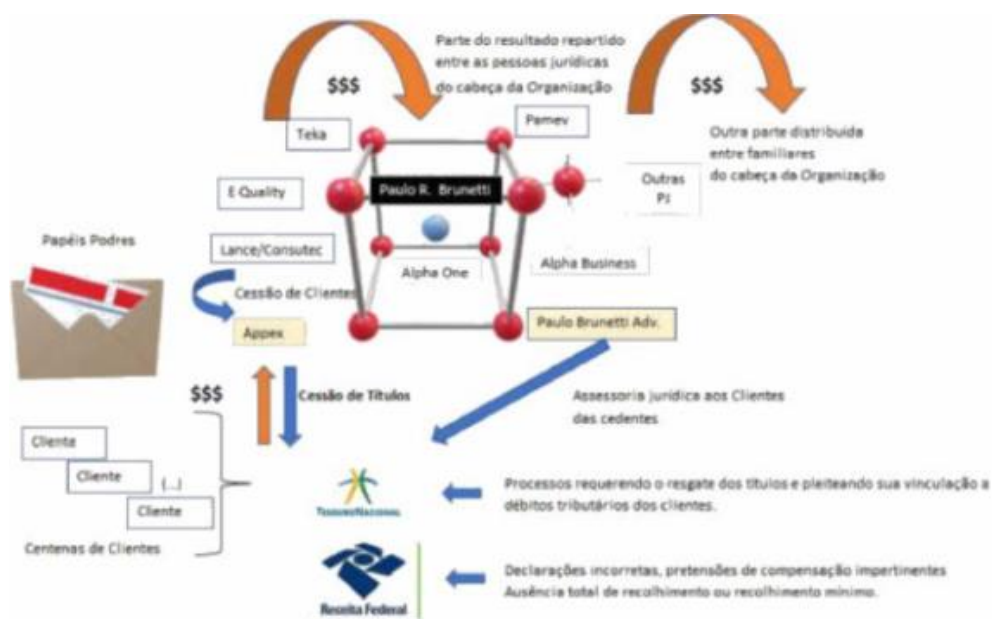 Parte do resultado repartido
entre as pessoas jurídicas
do cabeça da Organização
$$$
$$$
Teka
Pamev
Outra parte distribuída
entre familiares
do cabeça da Organização
E Quality
Paulo R. Brunetti
Outras
PJ
Papéis Podres
Lance/Consutec
Alpha One
Alpha Business
Cessão de Clientes
Appex
Paulo Brunetti Adv.
$$$
Cessão de Títulos
Assessoria jurídica aos Clientes
das cedentes
Cliente
Cliente
(...)
Cliente
Centenas de Clientes
TesouroNacional
Processos requerendo o resgate dos títulos e pleiteando sua vinculação a
débitos tributários dos clientes.
Receita Federal
Declarações incorretas, pretensões de compensação impertinentes
Ausência total de recolhimento ou recolhimento mínimo.